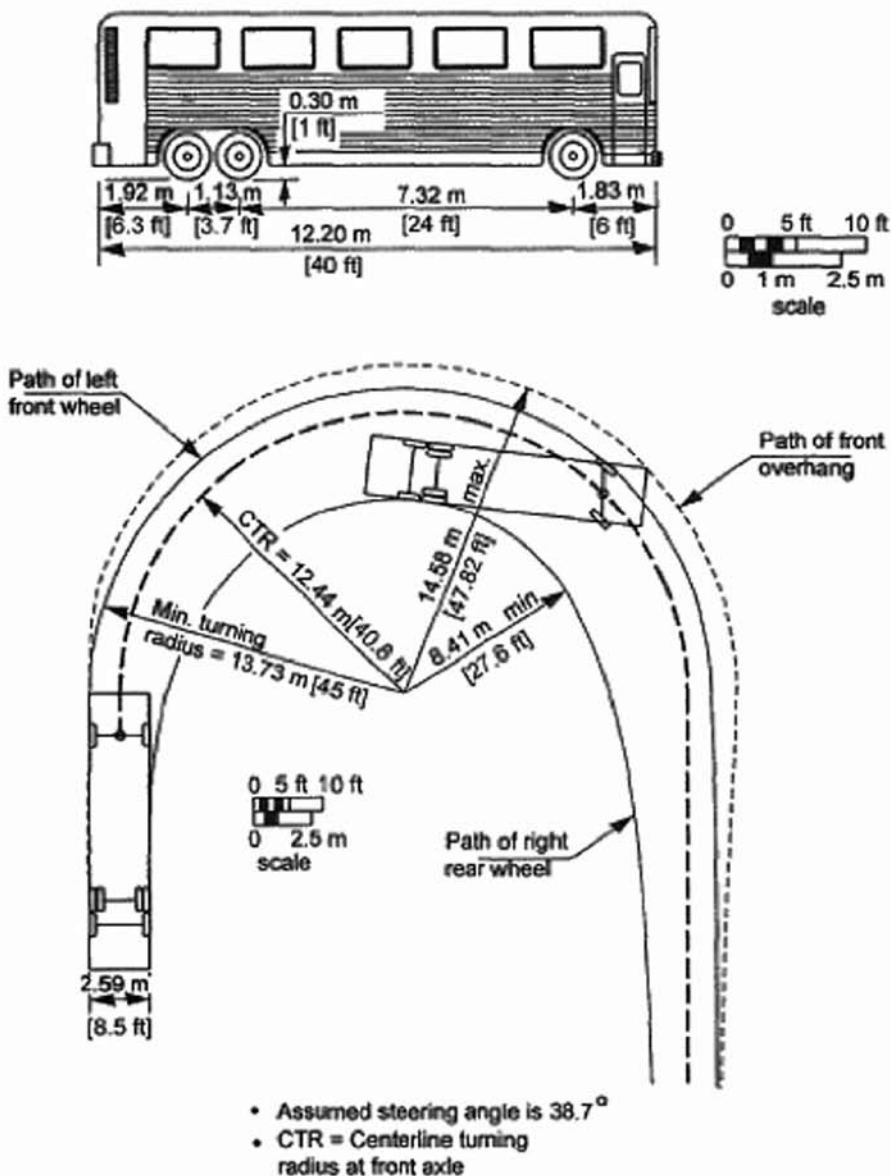 0.30 m
[1 ft]
1.92 m 1.13 m 7.32 m 1.83 m
[6.3 ft] [3.7 ft] [24 ft] [6 ft]
12.20 m
[40 ft]
0 5 ft 10 ft
0 1 m 2.5 m
scale
Path of left
front wheel
Path of front
overhang
CTR = 12.44 m[40.8 ft]
14.58 m max.
[47.82 ft]
8.41 m min
[27.6 ft]
Min. turning
radius = 13.73 m [45 ft]
0 5 ft 10 ft
0 2.5 m
scale
Path of right
rear wheel
2.59 m
[8.5 ft]
• Assumed steering angle is 38.7°
• CTR = Centerline turning
radius at front axle